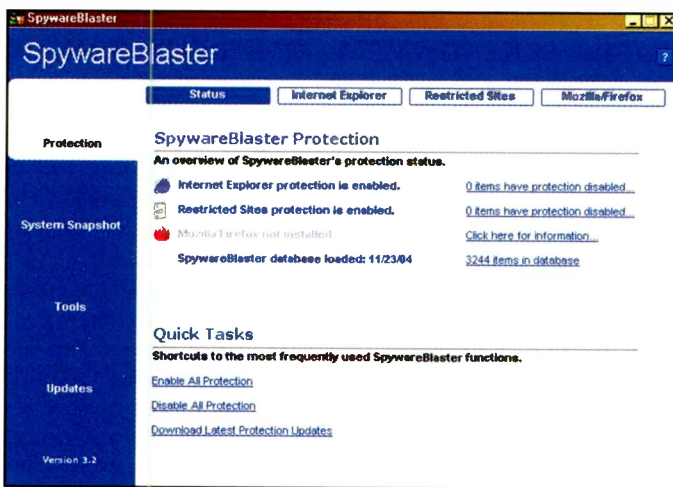 SpywareBlaster
SpywareBlaster
?
Status
Internet Explorer
Restricted Sites
Mozilla/Firefox
Protection
System Snapshot
Tools
Updates
Version 3.2
SpywareBlaster Protection
An overview of SpywareBlaster's protection status.
Internet Explorer protection is enabled.
0 items have protection disabled...
Restricted Sites protection is enabled.
0 items have protection disabled...
Mozilla Firefox not installed
Click here for information...
SpywareBlaster database loaded: 11/23/04
3244 items in database
Quick Tasks
Shortcuts to the most frequently used SpywareBlaster functions.
Enable All Protection
Disable All Protection
Download Latest Protection Updates